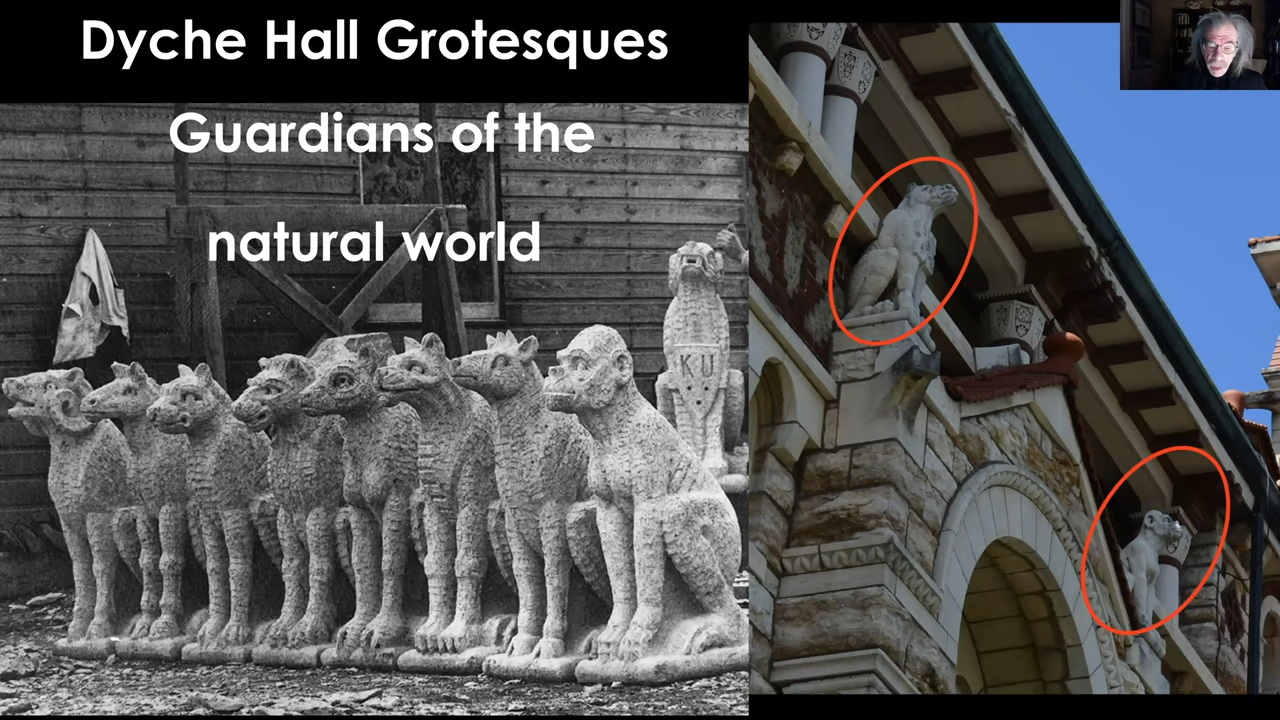 Dyche Hall Grotesques
Guardians of the
natural world
KU